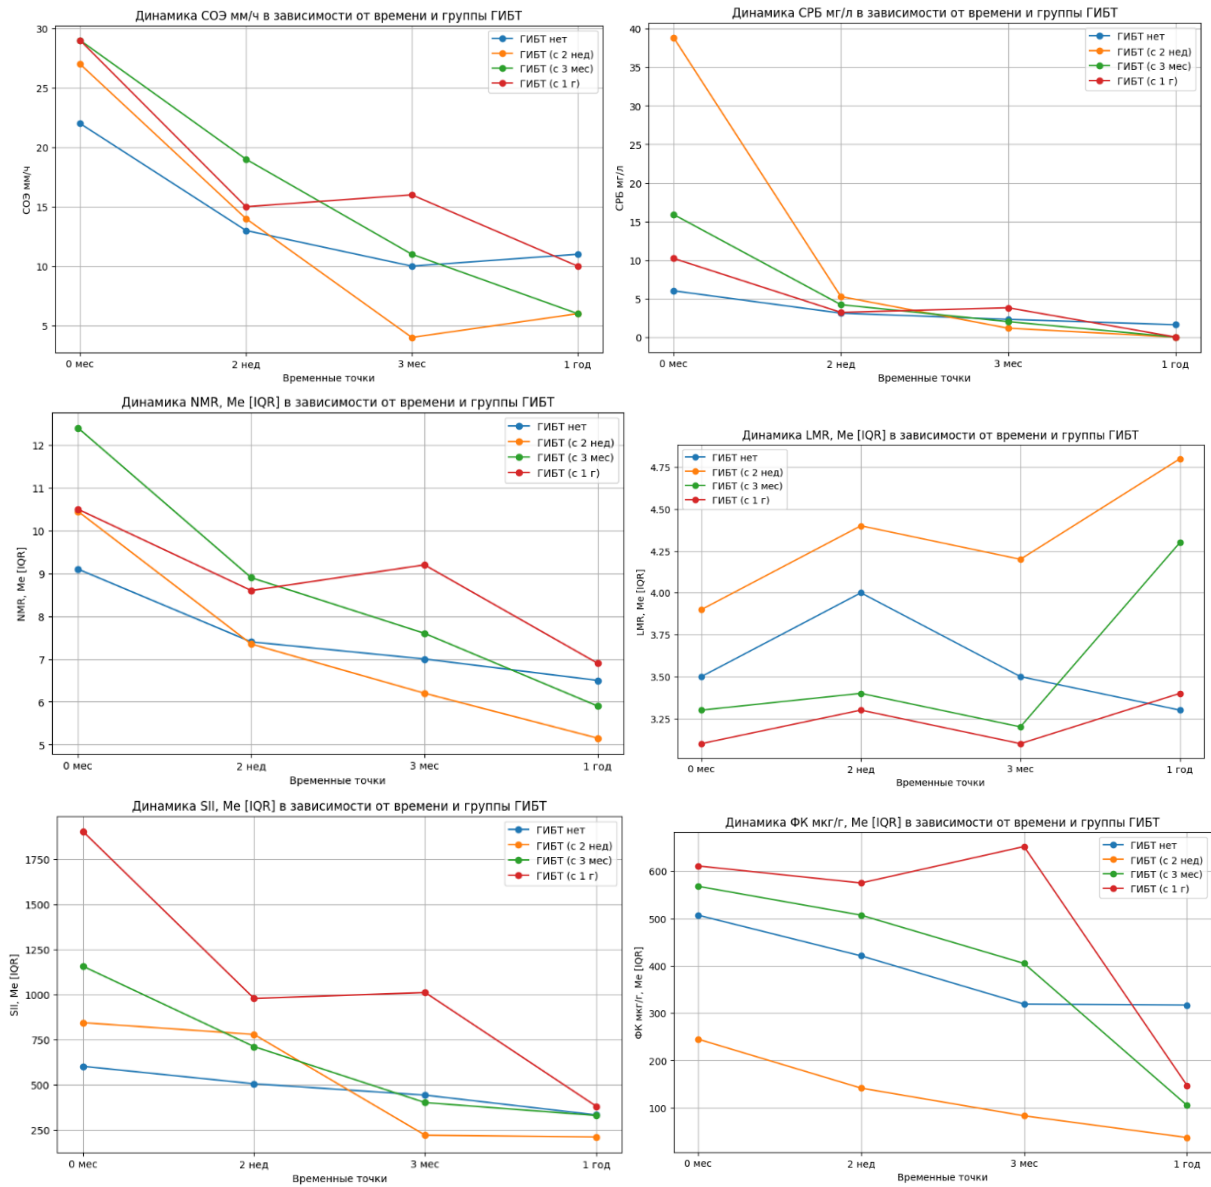 Динамика СОЭ мм/ч в зависимости от времени и группы ГИБТ
30
25
20
15
10
5
СОЭ мм/ч
ГИБТ нет
ГИБТ (с 2 нед)
ГИБТ (с 3 мес)
ГИБТ (с 1 г)
0 мес
2 нед
3 мес
1 год
Временные точки
Динамика СРБ мг/л в зависимости от времени и группы ГИБТ
40
35
30
25
20
15
10
5
0
СРБ мг/л
ГИБТ нет
ГИБТ (с 2 нед)
ГИБТ (с 3 мес)
ГИБТ (с 1 г)
0 мес
2 нед
3 мес
1 год
Временные точки
Динамика NMR, Me [IQR] в зависимости от времени и группы ГИБТ
12
11
10
9
8
7
6
5
NMR, Me [IQR]
ГИБТ нет
ГИБТ (с 2 нед)
ГИБТ (с 3 мес)
ГИБТ (с 1 г)
0 мес
2 нед
3 мес
1 год
Временные точки
Динамика LMR, Me [IQR] в зависимости от времени и группы ГИБТ
4.75
4.50
4.25
4.00
3.75
3.50
3.25
LMR, Me [IQR]
ГИБТ нет
ГИБТ (с 2 нед)
ГИБТ (с 3 мес)
ГИБТ (с 1 г)
0 мес
2 нед
3 мес
1 год
Временные точки
Динамика SII, Me [IQR] в зависимости от времени и группы ГИБТ
1750
1500
1250
1000
750
500
250
SII, Me [IQR]
ГИБТ нет
ГИБТ (с 2 нед)
ГИБТ (с 3 мес)
ГИБТ (с 1 г)
0 мес
2 нед
3 мес
1 год
Временные точки
Динамика ФК мкг/г, Me [IQR] в зависимости от времени и группы ГИБТ
600
500
400
300
200
100
ФК мкг/г, Me [IQR]
ГИБТ нет
ГИБТ (с 2 нед)
ГИБТ (с 3 мес)
ГИБТ (с 1 г)
0 мес
2 нед
3 мес
1 год
Временные точки